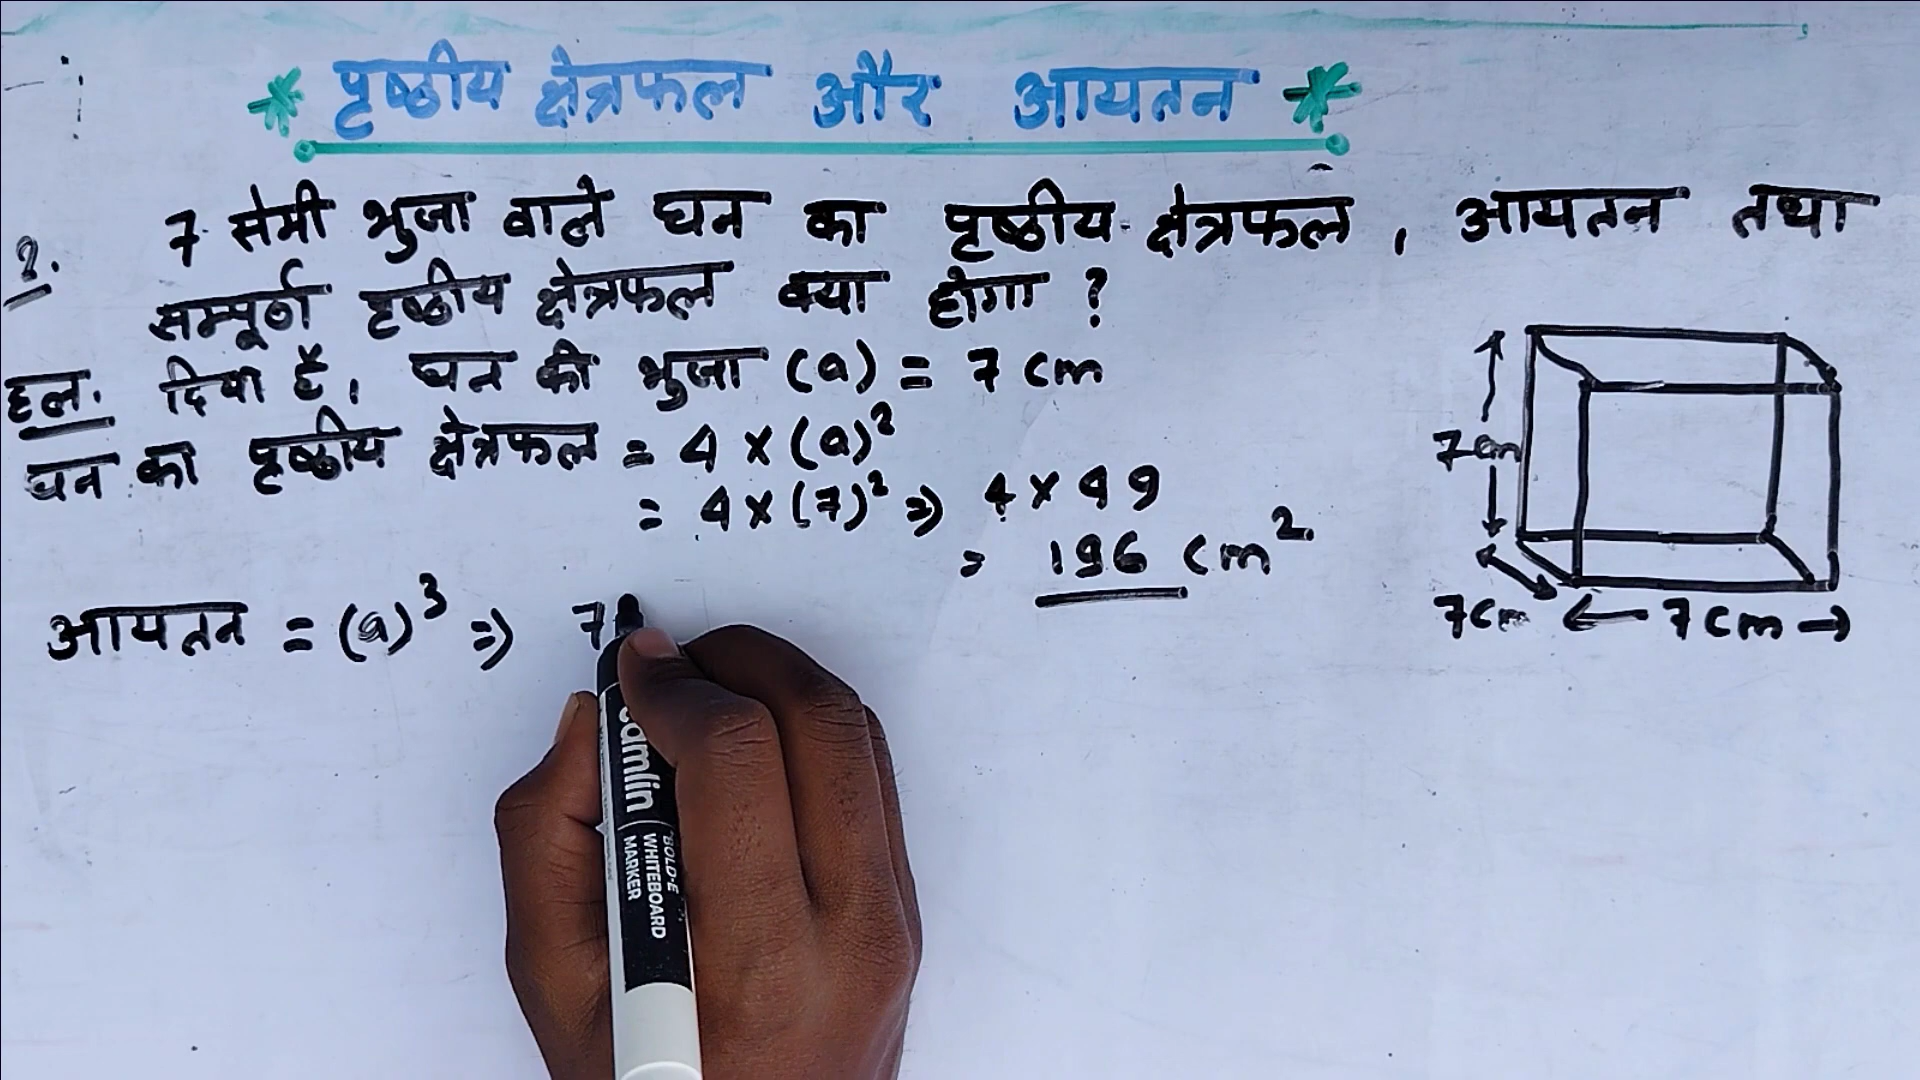 * पृष्ठीय क्षेत्रफल और आयतन *
2. 7 सेमी भुजा वाले घन का पृष्ठीय क्षेत्रफल, आयतन तथा
सम्पूर्ण पृष्ठीय क्षेत्रफल क्या होगा ?
हल. दिया है, घन की भुजा (a) = 7 cm
घन का पृष्ठीय क्षेत्रफल = 4 × (a)²
= 4 × (7)² => 4 × 49
= 196 cm²
आयतन = (a)³ => 7
7cm
7cm 7cm
camlin
BOLD-E
WHITEBOARD
MARKER